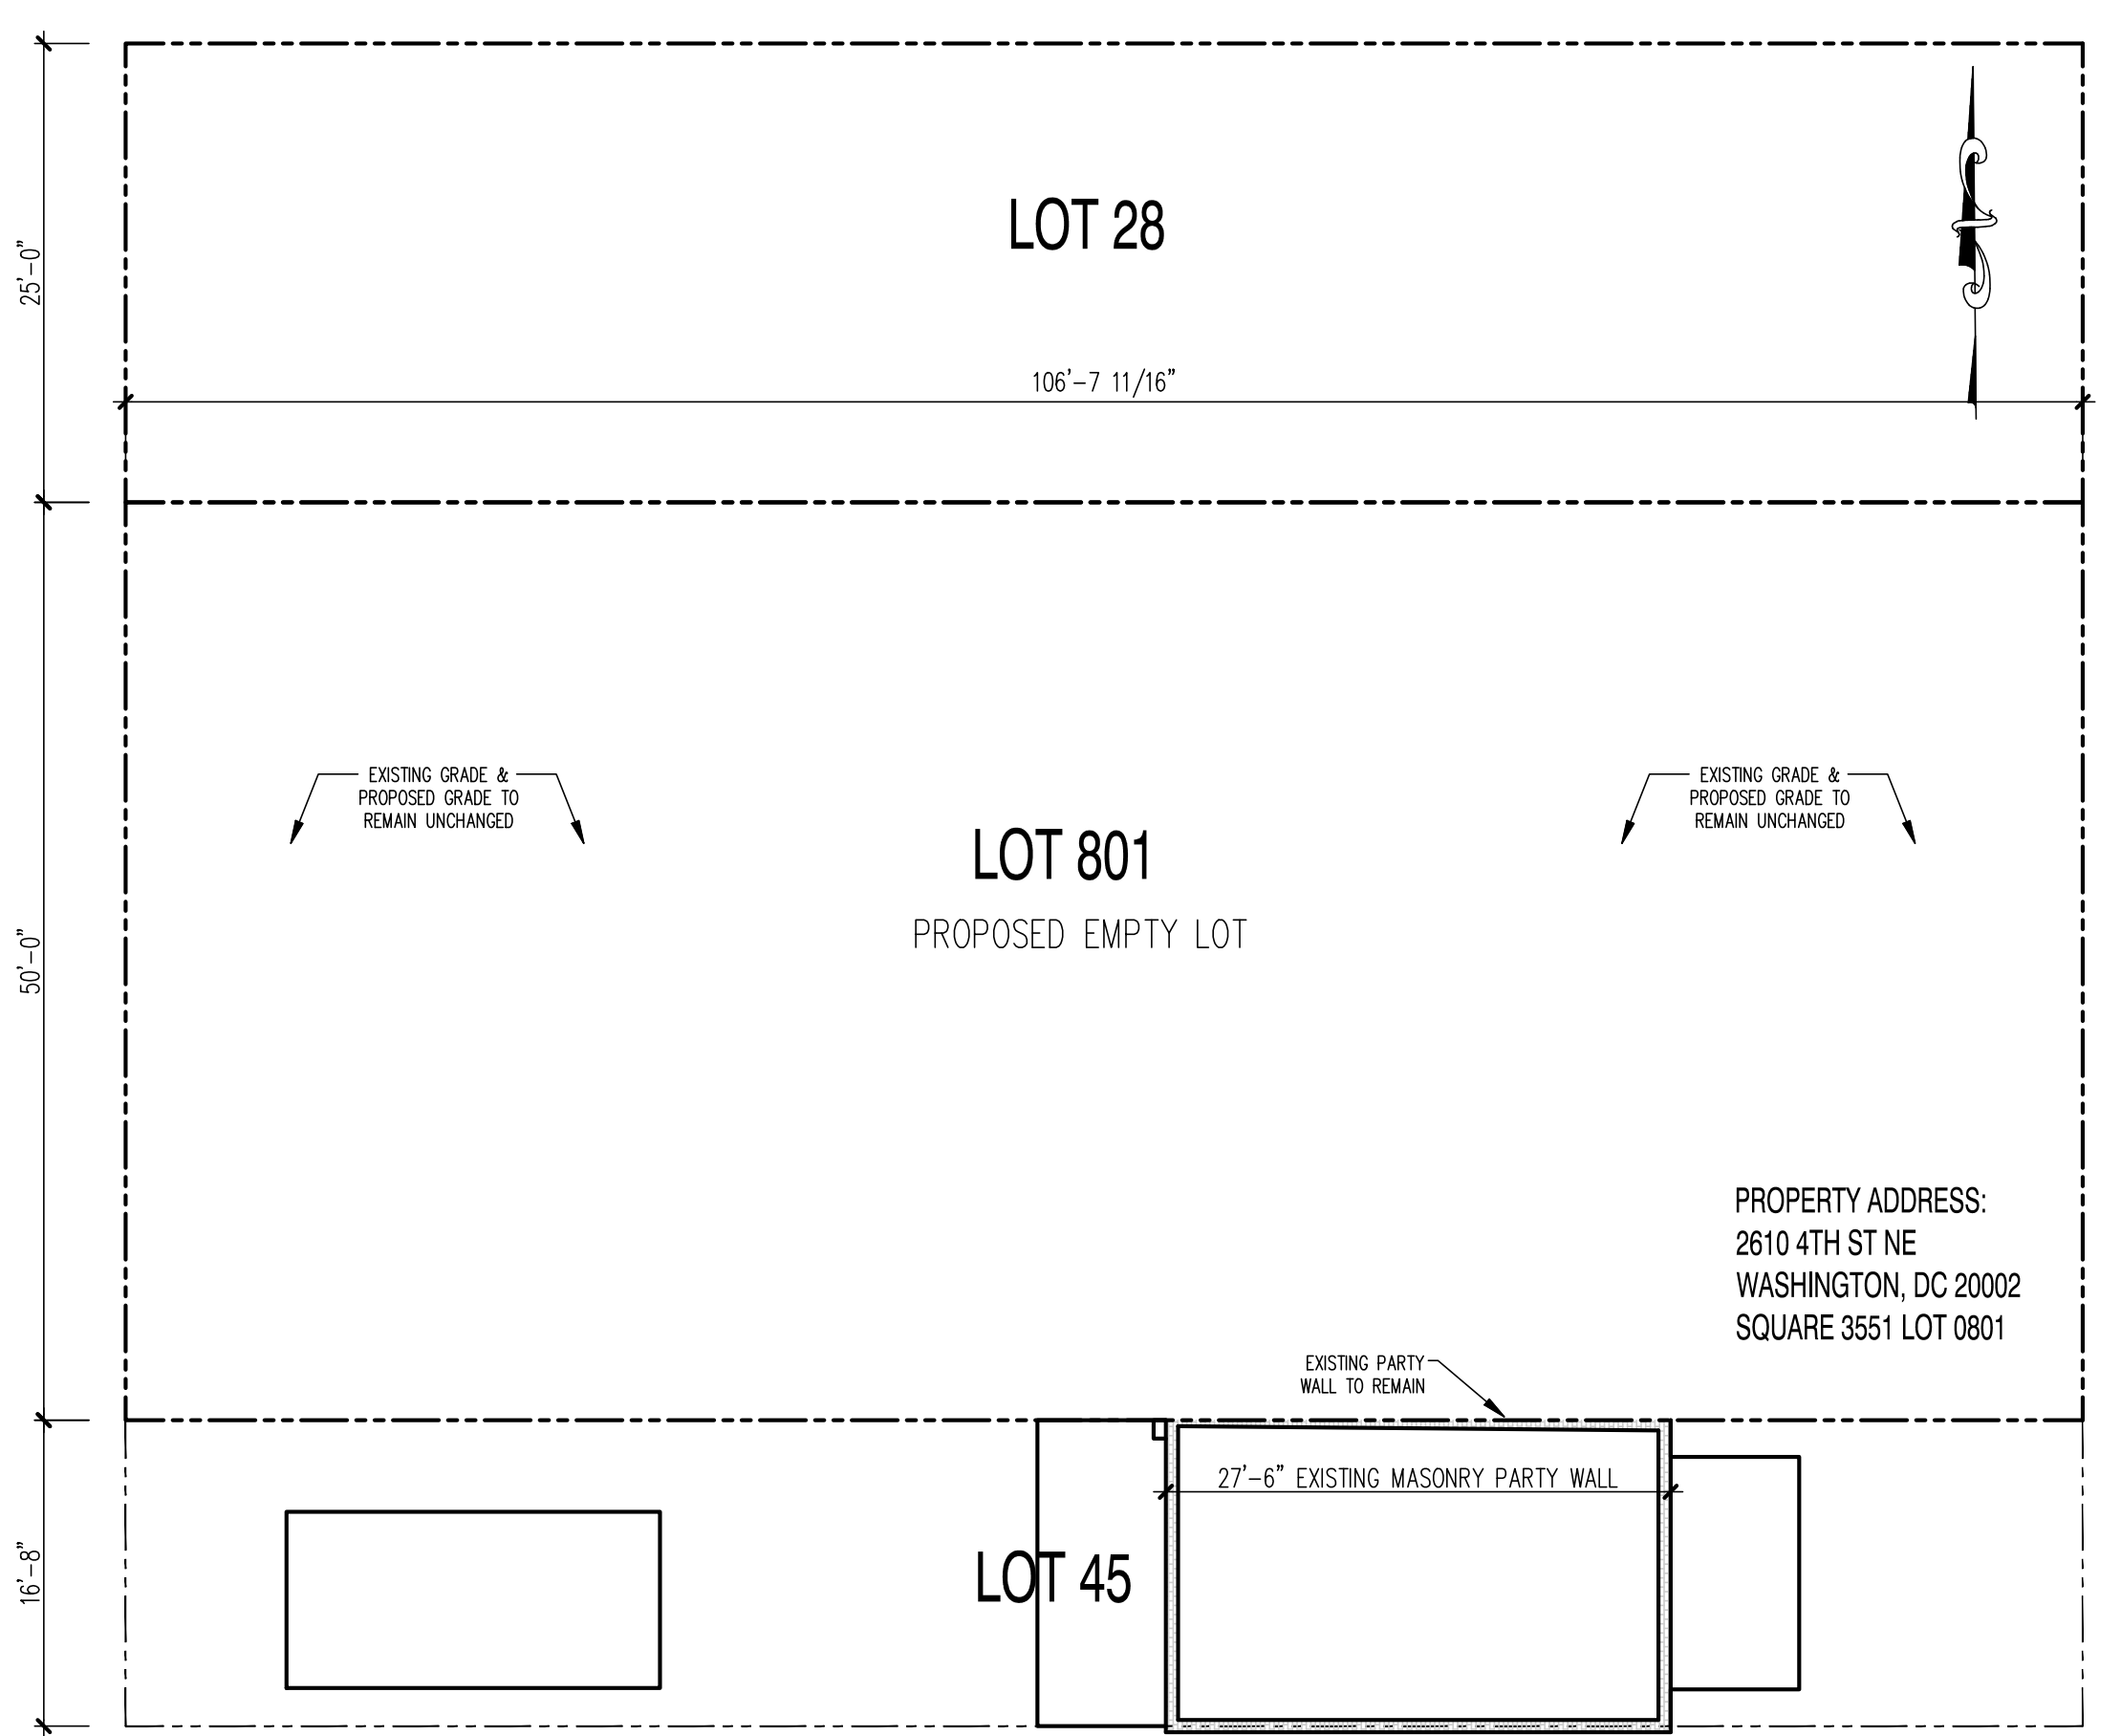 LOT 28
25'-0"
106'-7 11/16"
EXISTING GRADE &
PROPOSED GRADE TO
REMAIN UNCHANGED
EXISTING GRADE &
PROPOSED GRADE TO
REMAIN UNCHANGED
LOT 801
PROPOSED EMPTY LOT
50'-0"
PROPERTY ADDRESS:
2610 4TH ST NE
WASHINGTON, DC 20002
SQUARE 3551 LOT 0801
EXISTING PARTY
WALL TO REMAIN
27'-6" EXISTING MASONRY PARTY WALL
LOT 45
16'-8"